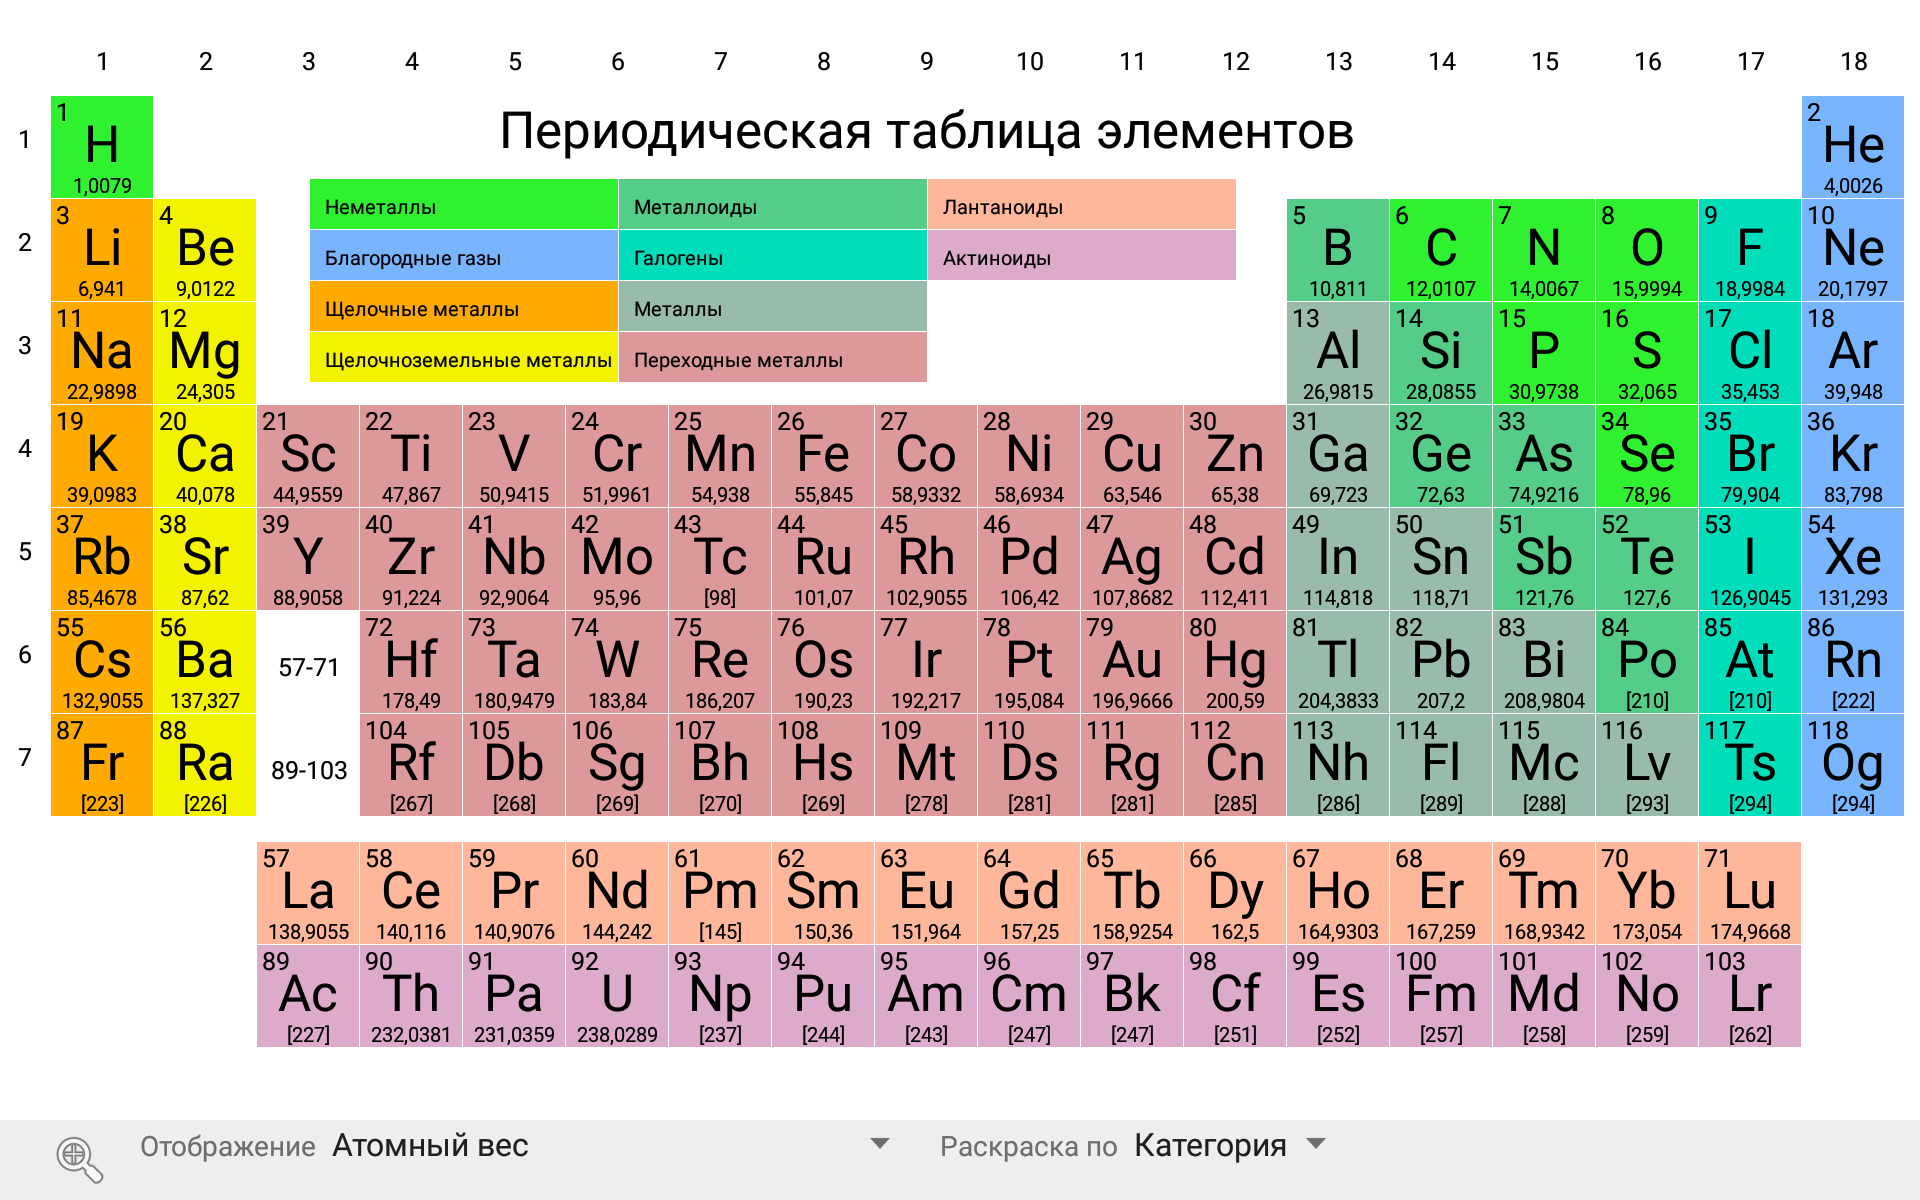 1 2 3 4 5 6 7 8 9 10 11 12 13 14 15 16 17 18
Периодическая таблица элементов
Неметаллы Металлоиды Лантаноиды
Благородные газы Галогены Актиноиды
Щелочные металлы Металлы
Щелочноземельные металлы Переходные металлы
1 2
1 H He
1,0079 4,0026
3 4 5 6 7 8 9 10
2 Li Be B C N O F Ne
6,941 9,0122 10,811 12,0107 14,0067 15,9994 18,9984 20,1797
11 12 13 14 15 16 17 18
3 Na Mg Al Si P S Cl Ar
22,9898 24,305 26,9815 28,0855 30,9738 32,065 35,453 39,948
19 20 21 22 23 24 25 26 27 28 29 30 31 32 33 34 35 36
4 K Ca Sc Ti V Cr Mn Fe Co Ni Cu Zn Ga Ge As Se Br Kr
39,0983 40,078 44,9559 47,867 50,9415 51,9961 54,938 55,845 58,9332 58,6934 63,546 65,38 69,723 72,63 74,9216 78,96 79,904 83,798
37 38 39 40 41 42 43 44 45 46 47 48 49 50 51 52 53 54
5 Rb Sr Y Zr Nb Mo Tc Ru Rh Pd Ag Cd In Sn Sb Te I Xe
85,4678 87,62 88,9058 91,224 92,9064 95,96 [98] 101,07 102,9055 106,42 107,8682 112,411 114,818 118,71 121,76 127,6 126,9045 131,293
55 56 72 73 74 75 76 77 78 79 80 81 82 83 84 85 86
6 Cs Ba 57-71 Hf Ta W Re Os Ir Pt Au Hg Tl Pb Bi Po At Rn
132,9055 137,327 178,49 180,9479 183,84 186,207 190,23 192,217 195,084 196,9666 200,59 204,3833 207,2 208,9804 [210] [210] [222]
87 88 104 105 106 107 108 109 110 111 112 113 114 115 116 117 118
7 Fr Ra 89-103 Rf Db Sg Bh Hs Mt Ds Rg Cn Nh Fl Mc Lv Ts Og
[223] [226] [267] [268] [269] [270] [269] [278] [281] [281] [285] [286] [289] [288] [293] [294] [294]
57 58 59 60 61 62 63 64 65 66 67 68 69 70 71
La Ce Pr Nd Pm Sm Eu Gd Tb Dy Ho Er Tm Yb Lu
138,9055 140,116 140,9076 144,242 [145] 150,36 151,964 157,25 158,9254 162,5 164,9303 167,259 168,9342 173,054 174,9668
89 90 91 92 93 94 95 96 97 98 99 100 101 102 103
Ac Th Pa U Np Pu Am Cm Bk Cf Es Fm Md No Lr
[227] 232,0381 231,0359 238,0289 [237] [244] [243] [247] [247] [251] [252] [257] [258] [259] [262]
Отображение Атомный вес Раскраска по Категория